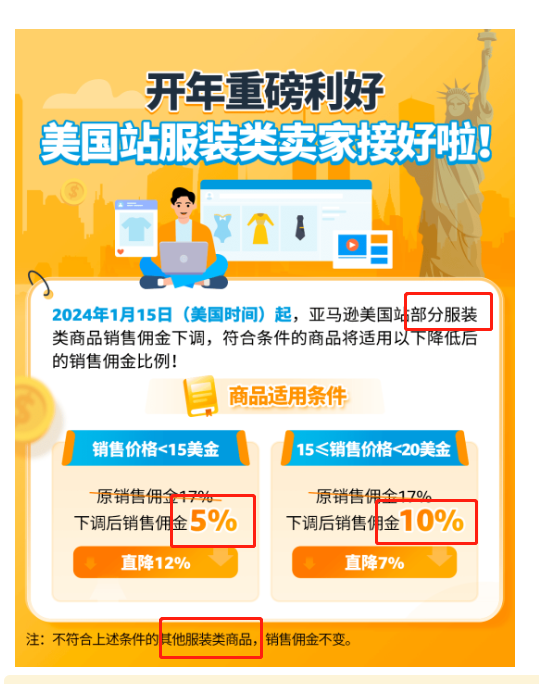 开年重磅利好
美国站服装类卖家接好啦!
2024年1月15日（美国时间）起，亚马逊美国站部分服装
类商品销售佣金下调，符合条件的商品将适用以下降低后
的销售佣金比例!
商品适用条件
销售价格<15美金
原销售佣金17%
下调后销售佣金5%
直降12%
15≤销售价格<20美金
原销售佣金17%
下调后销售佣金10%
直降7%
注：不符合上述条件的其他服装类商品，销售佣金不变。